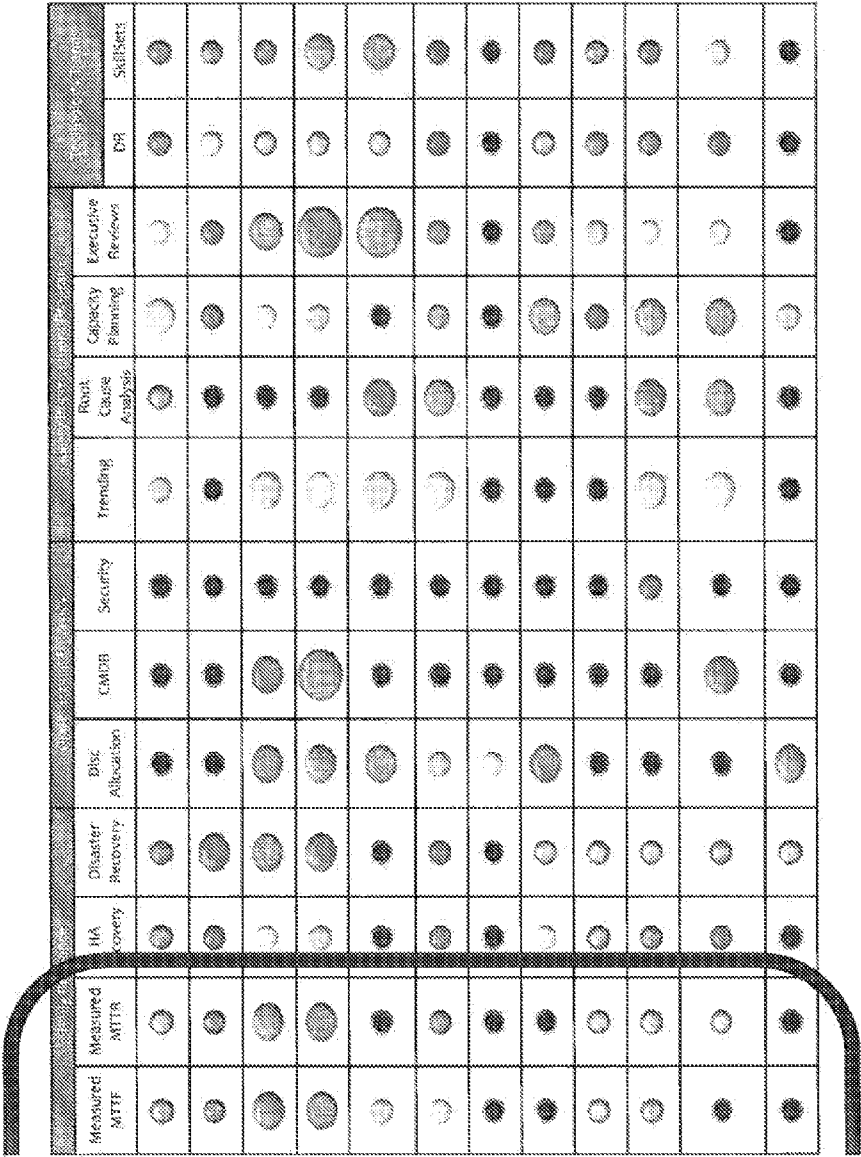 Measured
MTTF
Measured
MTTR
HA
Disaster
Recovery
Disc
Allocation
CMDB
Security
Trending
Root
Cause
Analysis
Capacity
Planning
Executive
Reviews
DR
SkillSets